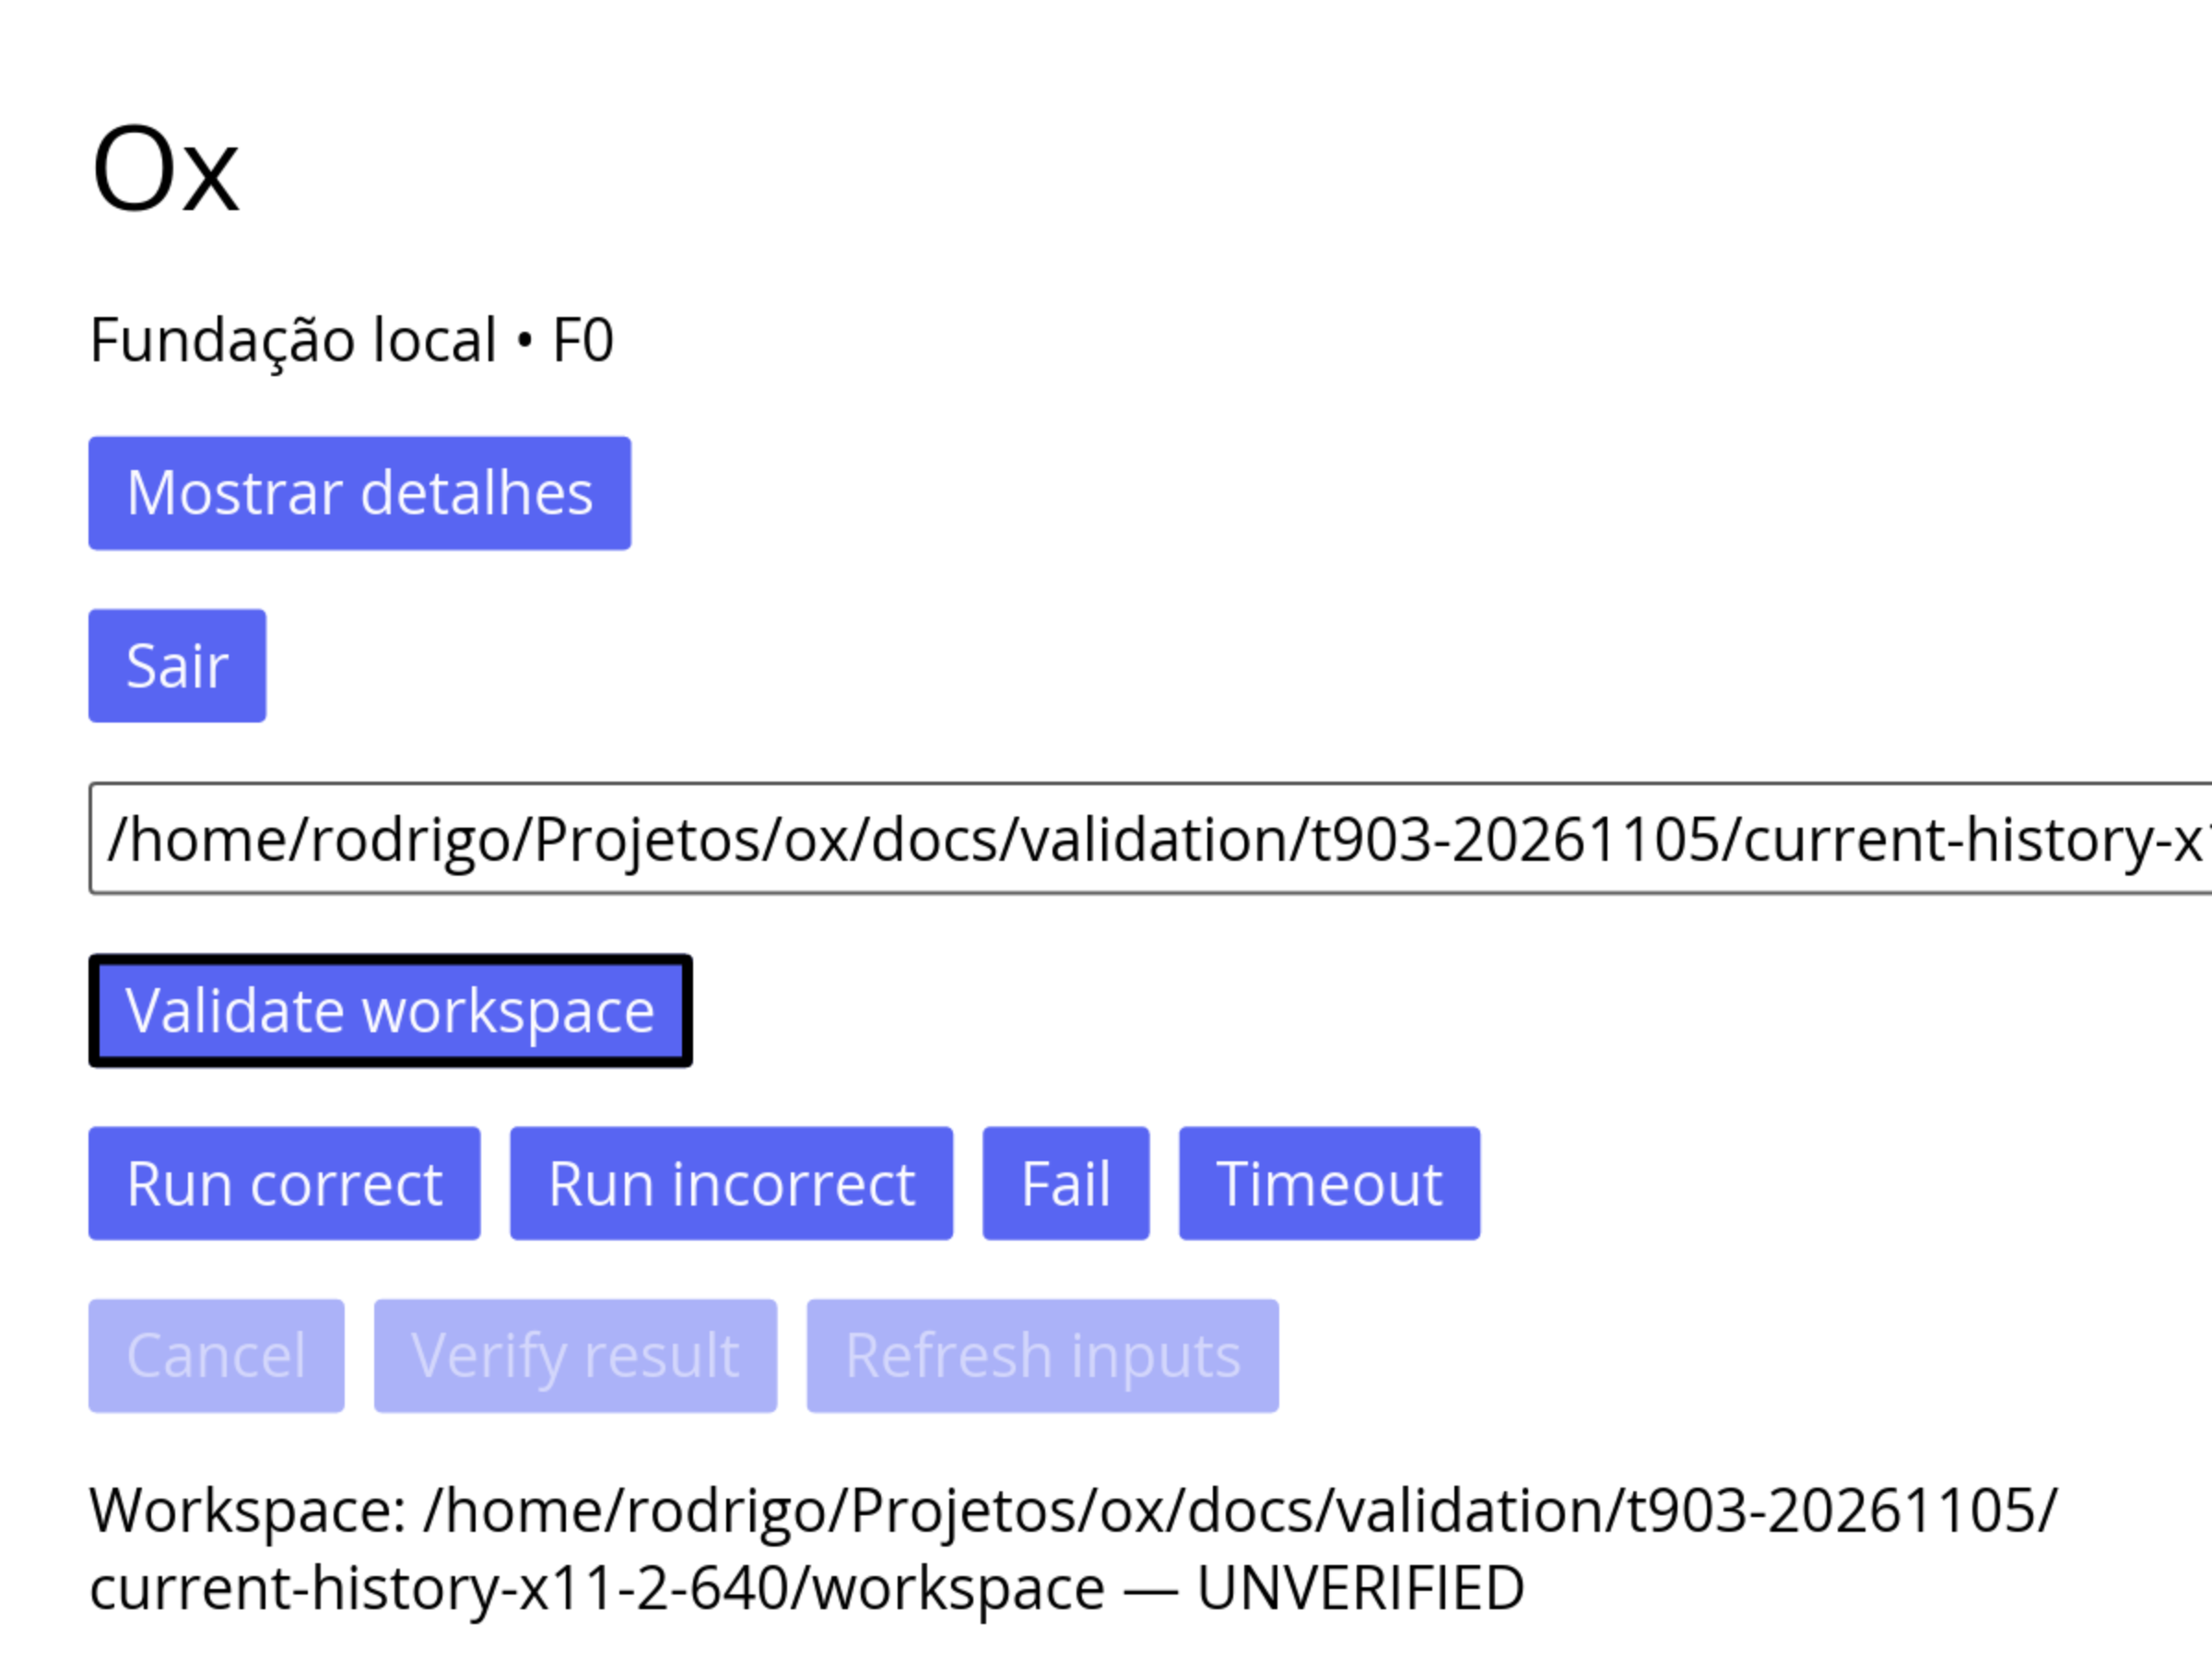 Ox
Fundação local • F0
Mostrar detalhes
Sair
/home/rodrigo/Projetos/ox/docs/validation/t903-20261105/current-history-x
Validate workspace
Run correct Run incorrect Fail Timeout
Cancel Verify result Refresh inputs
Workspace: /home/rodrigo/Projetos/ox/docs/validation/t903-20261105/
current-history-x11-2-640/workspace — UNVERIFIED